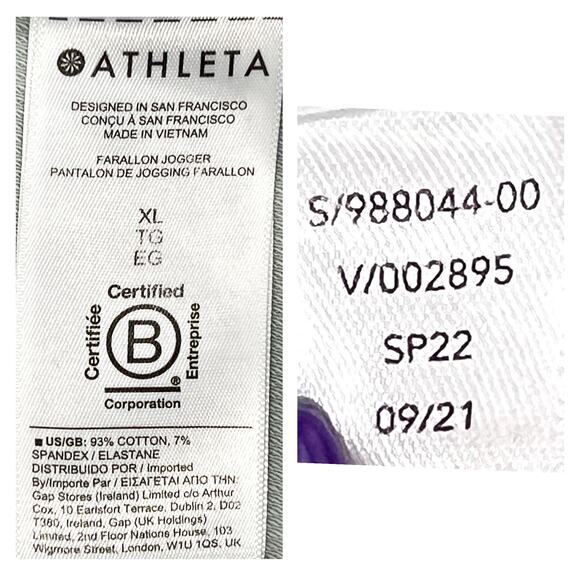 ATHLETA
DESIGNED IN SAN FRANCISCO
CONÇU À SAN FRANCISCO
MADE IN VIETNAM
FARALLON JOGGER
PANTALON DE JOGGING FARALLON
XL
TG
EG
Certified
Certifiée
B
Entreprise
®
Corporation
■ US/GB: 93% COTTON, 7%
SPANDEX / ELASTANE
DISTRIBUIDO POR / Imported
By/Importe Par / ΕΙΣΑΓΕΤΑΙ ΑΠΟ ΤΗΝ:
Gap Stores (Ireland) Limited c/o Arthur
Cox, 10 Earlsfort Terrace, Dublin 2, D02
T380, Ireland, Gap (UK Holdings)
Limited, 2nd Floor Nations House, 103
Wigmore Street, London, W1U 1QS, UK
S/988044-00
V/002895
SP22
09/21